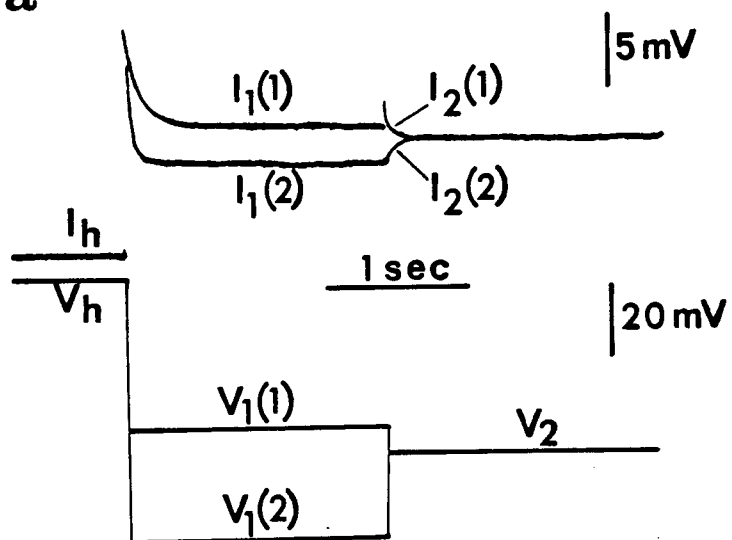 a
5 mV
I1(1)
I2(1)
I1(2)
I2(2)
Ih
Vh
1 sec
20 mV
V1(1)
V2
V1(2)